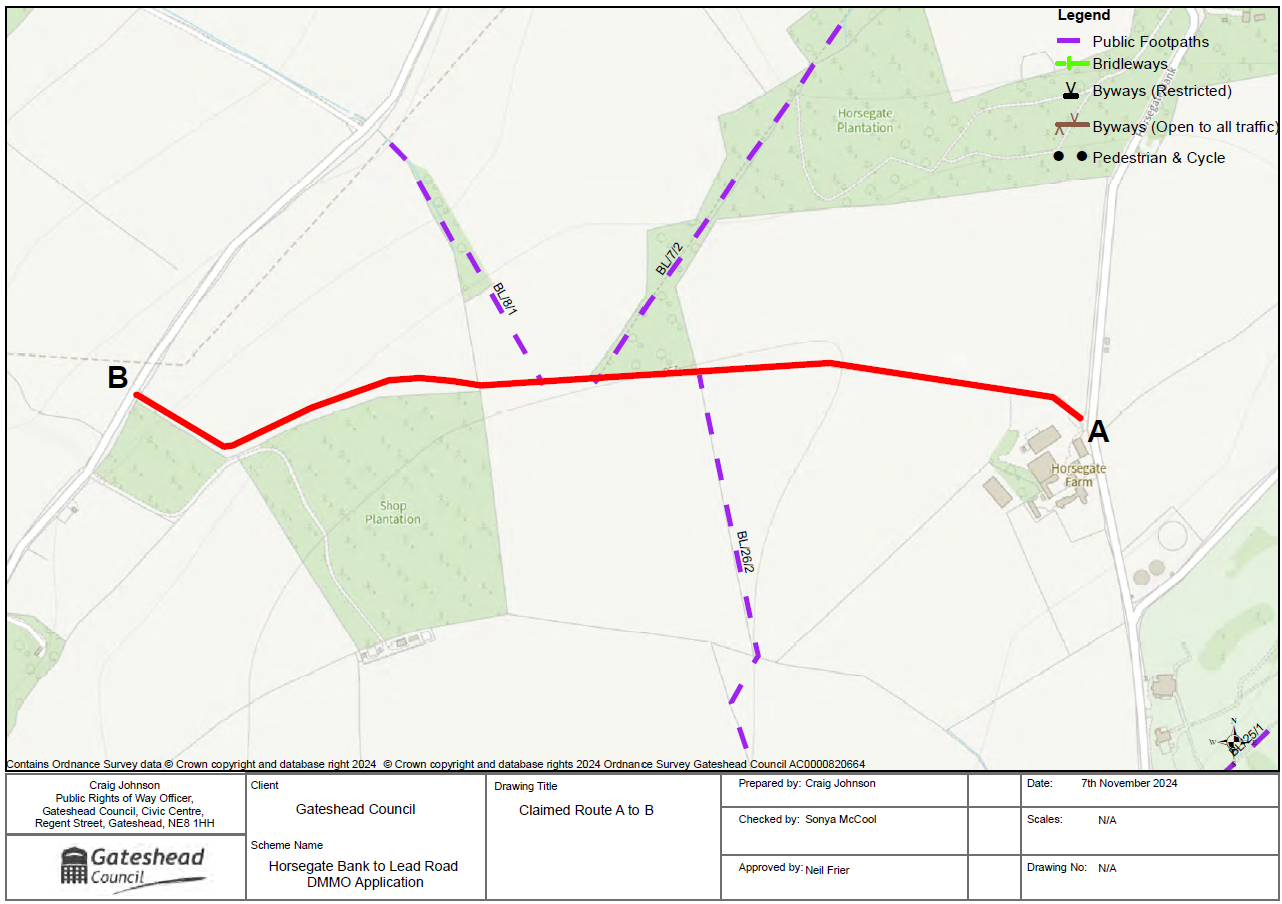 Legend
Public Footpaths
Bridleways
Byways (Restricted)
Byways (Open to all traffic)
Pedestrian & Cycle
Horsegate Bank
Horsegate
Plantation
BL/7/2
BL/8/1
B
A
Horsegate
Farm
Shop
Plantation
BL/26/2
N
W
BL/25/1
Contains Ordnance Survey data © Crown copyright and database right 2024 © Crown copyright and database rights 2024 Ordnance Survey Gateshead Council AC0000820664
Craig Johnson
Public Rights of Way Officer,
Gateshead Council, Civic Centre,
Regent Street, Gateshead, NE8 1HH
Gateshead
Council
Client
Gateshead Council
Scheme Name
Horsegate Bank to Lead Road
DMMO Application
Drawing Title
Claimed Route A to B
Prepared by: Craig Johnson
Checked by: Sonya McCool
Approved by: Neil Frier
Date: 7th November 2024
Scales: N/A
Drawing No: N/A